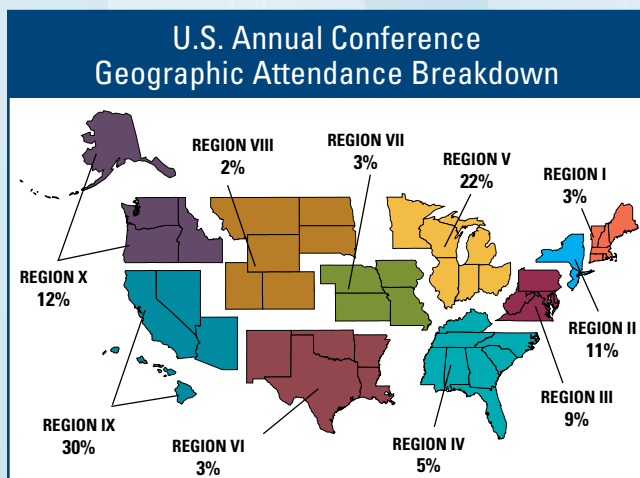 U.S. Annual Conference
Geographic Attendance Breakdown
REGION VIII
2%
REGION VII
3%
REGION V
22%
REGION I
3%
REGION X
12%
REGION II
11%
REGION III
9%
REGION IX
30%
REGION VI
3%
REGION IV
5%